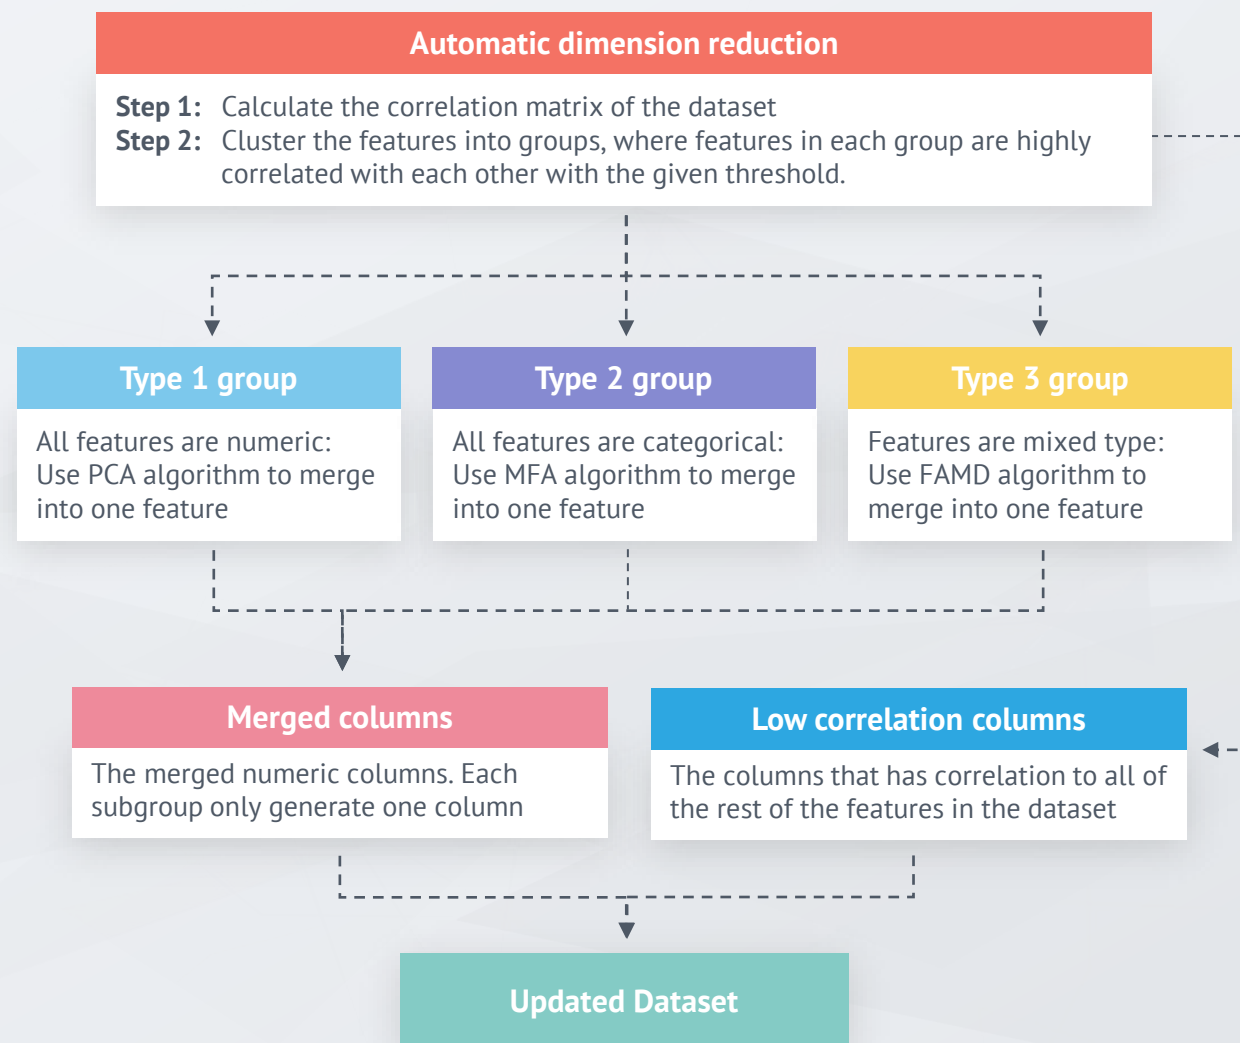 Automatic dimension reduction
Step 1: Calculate the correlation matrix of the dataset
Step 2: Cluster the features into groups, where features in each group are highly
correlated with each other with the given threshold.
Type 1 group
All features are numeric:
Use PCA algorithm to merge
into one feature
Type 2 group
All features are categorical:
Use MFA algorithm to merge
into one feature
Type 3 group
Features are mixed type:
Use FAMD algorithm to
merge into one feature
Merged columns
The merged numeric columns. Each
subgroup only generate one column
Low correlation columns
The columns that has correlation to all of
the rest of the features in the dataset
Updated Dataset